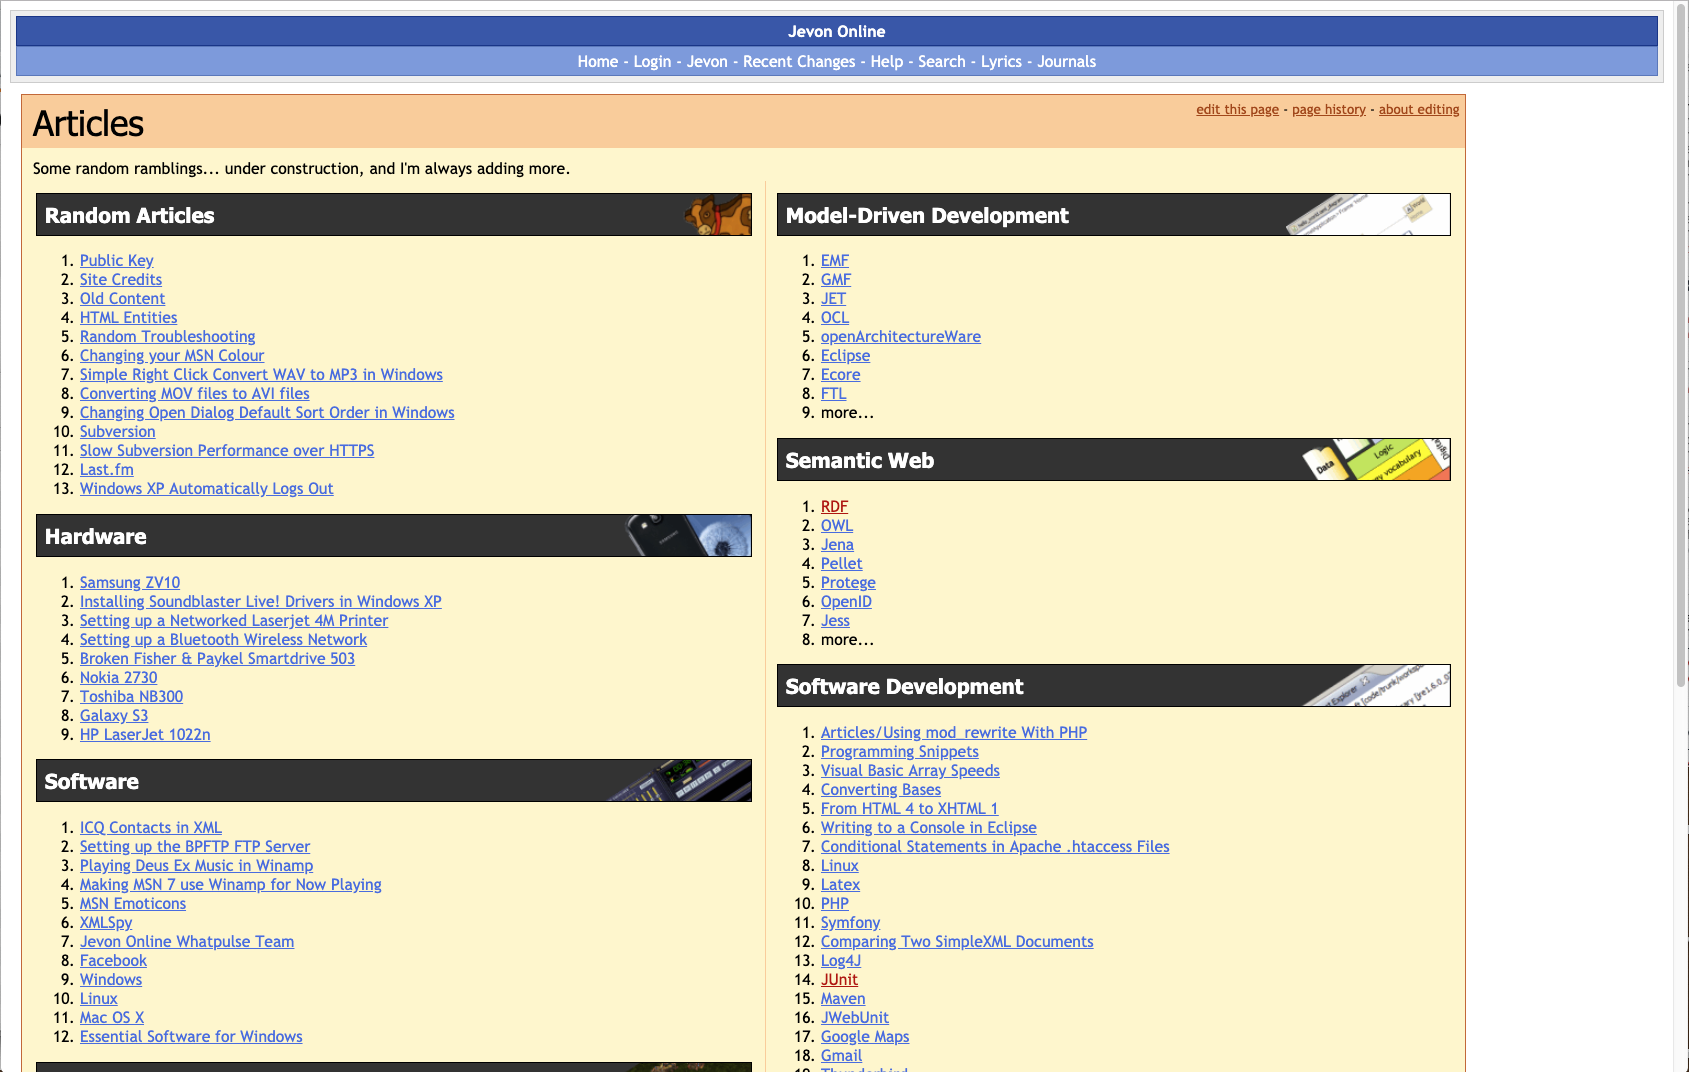 Jevon Online
Home - Login - Jevon - Recent Changes - Help - Search - Lyrics - Journals
Articles
edit this page - page history - about editing
Some random ramblings... under construction, and I'm always adding more.
Random Articles
1. Public Key
2. Site Credits
3. Old Content
4. HTML Entities
5. Random Troubleshooting
6. Changing your MSN Colour
7. Simple Right Click Convert WAV to MP3 in Windows
8. Converting MOV files to AVI files
9. Changing Open Dialog Default Sort Order in Windows
10. Subversion
11. Slow Subversion Performance over HTTPS
12. Last.fm
13. Windows XP Automatically Logs Out
Hardware
SAMSUNG
1. Samsung ZV10
2. Installing Soundblaster Live! Drivers in Windows XP
3. Setting up a Networked Laserjet 4M Printer
4. Setting up a Bluetooth Wireless Network
5. Broken Fisher & Paykel Smartdrive 503
6. Nokia 2730
7. Toshiba NB300
8. Galaxy S3
9. HP LaserJet 1022n
Software
1. ICQ Contacts in XML
2. Setting up the BPFTP FTP Server
3. Playing Deus Ex Music in Winamp
4. Making MSN 7 use Winamp for Now Playing
5. MSN Emoticons
6. XMLSpy
7. Jevon Online Whatpulse Team
8. Facebook
9. Windows
10. Linux
11. Mac OS X
12. Essential Software for Windows
Model-Driven Development
1. EMF
2. GMF
3. JET
4. OCL
5. openArchitectureWare
6. Eclipse
7. Ecore
8. FTL
9. more...
Semantic Web
Data
Logic
vocabulary
Digital
1. RDF
2. OWL
3. Jena
4. Pellet
5. Protege
6. OpenID
7. Jess
8. more...
Software Development
Explorer
[code/trunk/workspa
[jre1.6.0_0
1. Articles/Using mod_rewrite With PHP
2. Programming Snippets
3. Visual Basic Array Speeds
4. Converting Bases
5. From HTML 4 to XHTML 1
6. Writing to a Console in Eclipse
7. Conditional Statements in Apache .htaccess Files
8. Linux
9. Latex
10. PHP
11. Symfony
12. Comparing Two SimpleXML Documents
13. Log4J
14. JUnit
15. Maven
16. JWebUnit
17. Google Maps
18. Gmail
19. Thunderbird